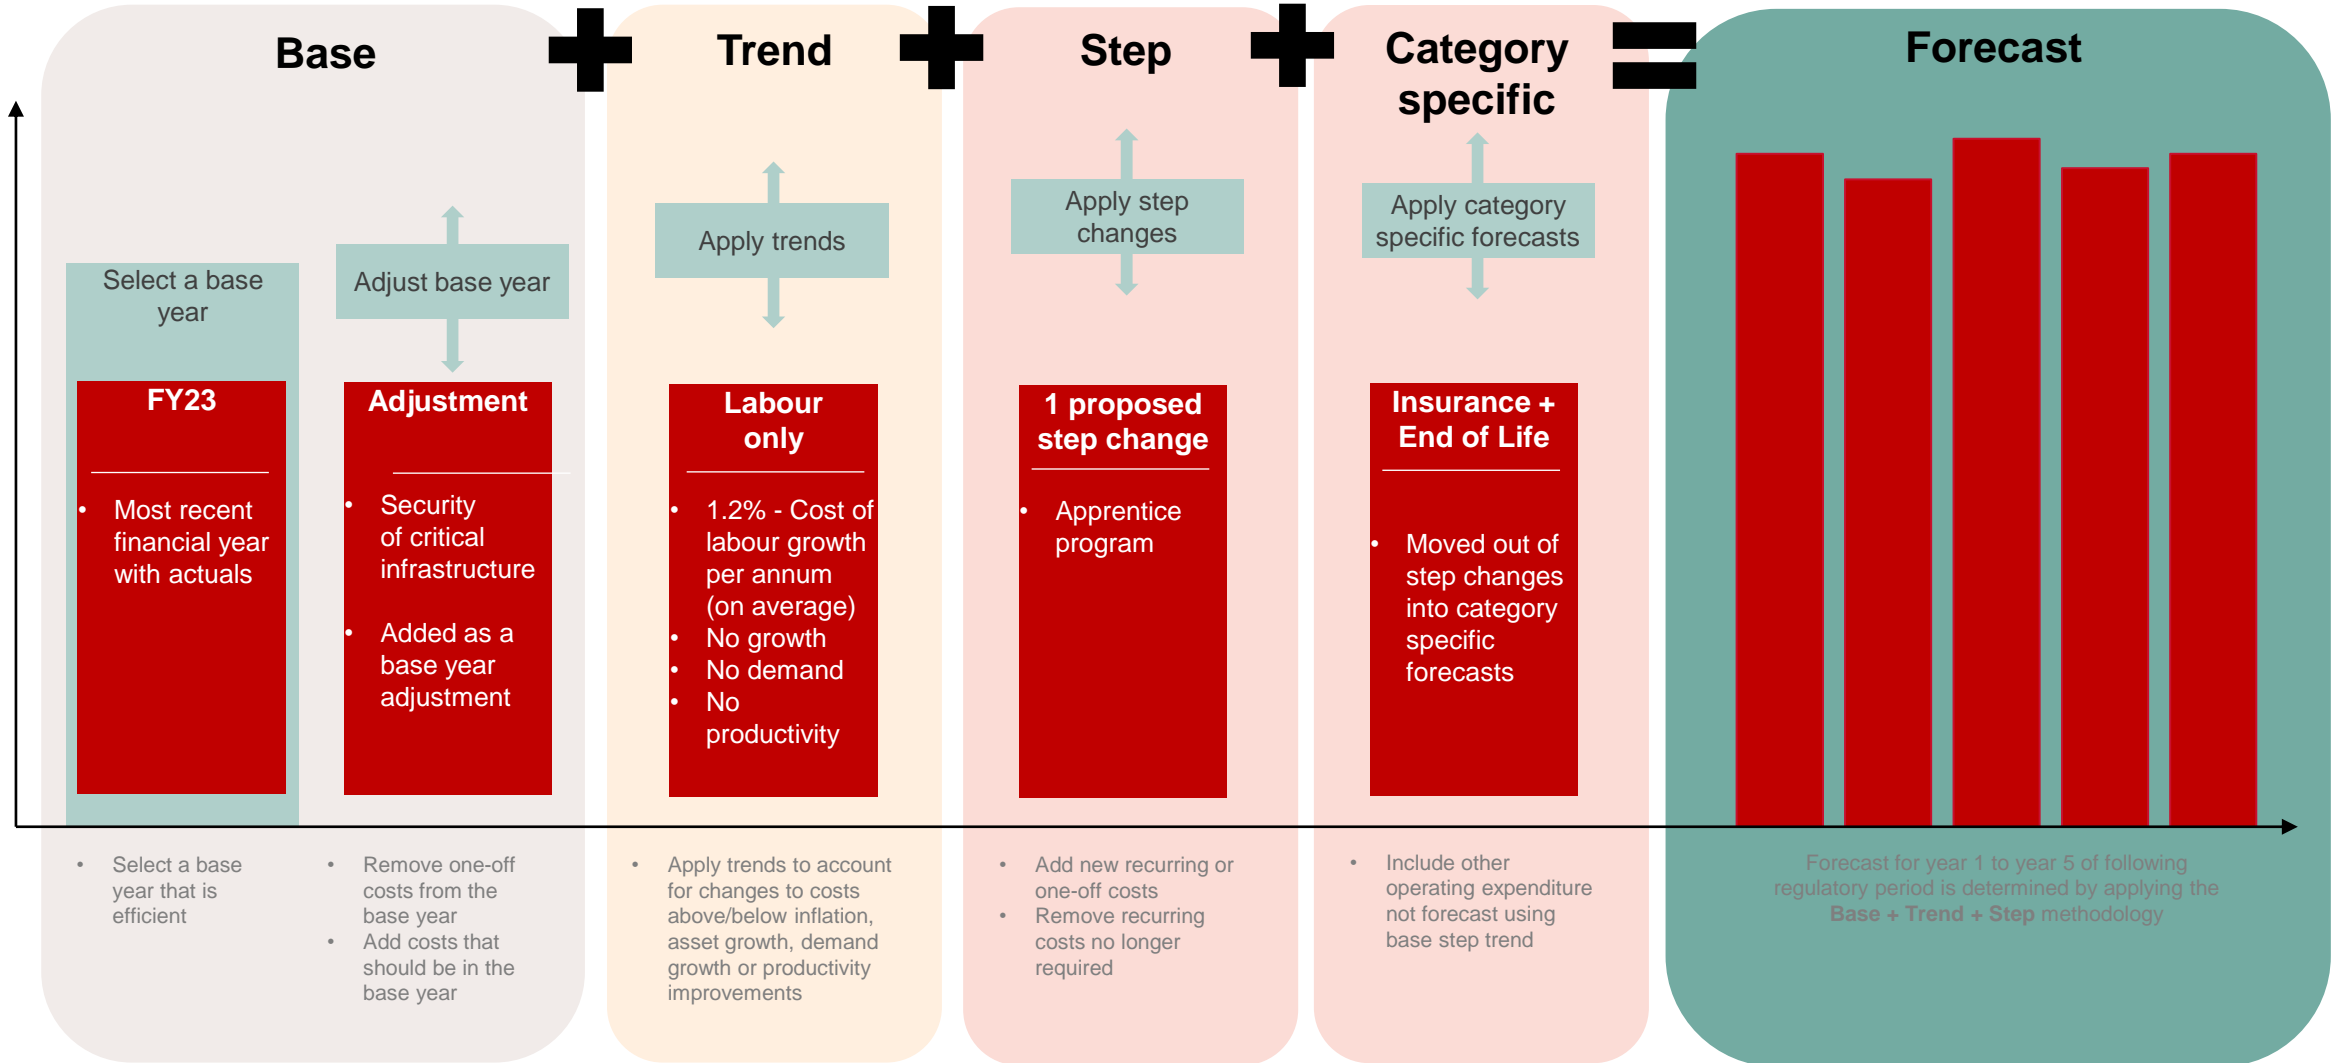 Base
+
Trend
+
Step
+
Category
specific
=
Forecast
Select a base
year
FY23
• Most recent
financial year
with actuals
• Select a base
year that is
efficient
Adjust base year
Adjustment
• Security
of critical
infrastructure
• Added as a
base year
adjustment
• Remove one-off
costs from the
base year
• Add costs that
should be in the
base year
Apply trends
Labour
only
• 1.2% - Cost of
labour growth
per annum
(on average)
• No growth
• No demand
• No
productivity
• Apply trends to account
for changes to costs
above/below inflation,
asset growth, demand
growth or productivity
improvements
Apply step
changes
1 proposed
step change
• Apprentice
program
• Add new recurring or
one-off costs
• Remove recurring
costs no longer
required
Apply category
specific forecasts
Insurance +
End of Life
• Moved out of
step changes
into category
specific
forecasts
• Include other
operating expenditure
not forecast using
base step trend
Forecast for year 1 to year 5 of following
regulatory period is determined by applying the
Base + Trend + Step methodology